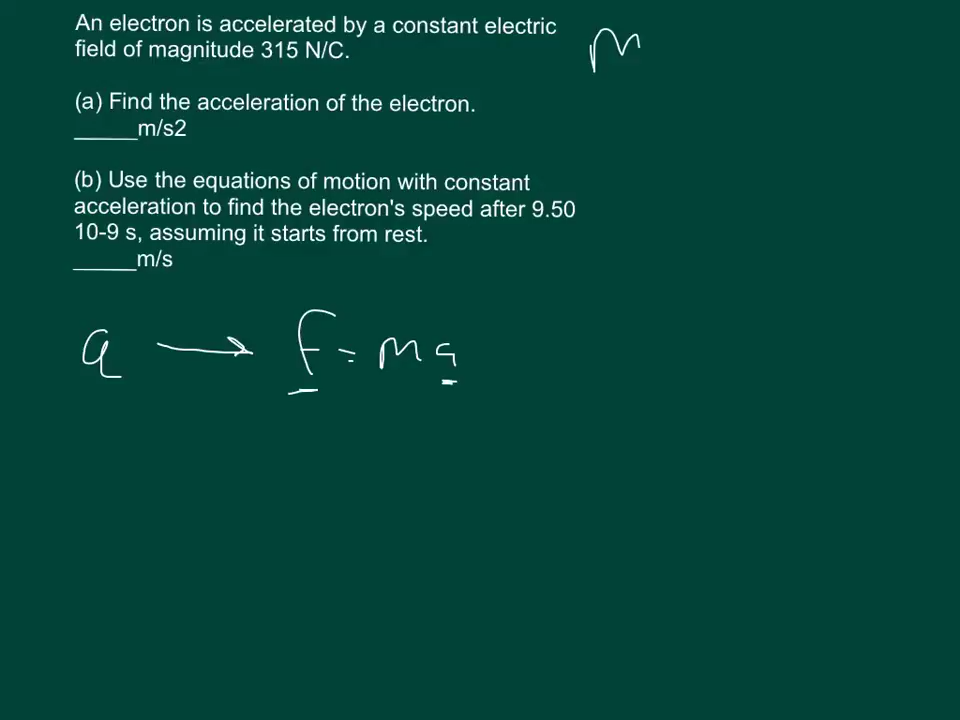 An electron is accelerated by a constant electric
field of magnitude 315 N/C.
m
(a) Find the acceleration of the electron.
_____m/s2
(b) Use the equations of motion with constant
acceleration to find the electron's speed after 9.50
10-9 s, assuming it starts from rest.
_____m/s
a → F = ma